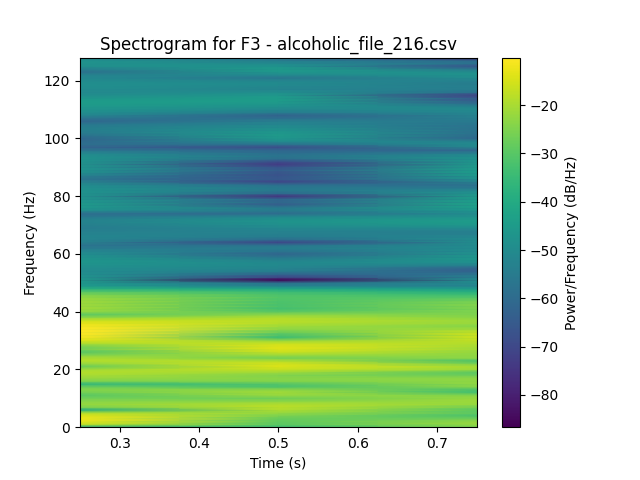 Spectrogram for F3 - alcoholic_file_216.csv
120
100
80
60
40
20
0
Frequency (Hz)
0.3 0.4 0.5 0.6 0.7
Time (s)
−20
−30
−40
−50
−60
−70
−80
Power/Frequency (dB/Hz)